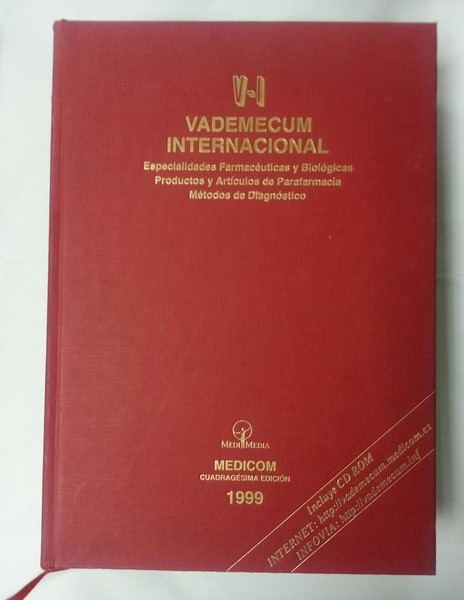 V-I
VADEMECUM
INTERNACIONAL
Especialidades Farmacéuticas y Biológicas
Productos y Artículos de Parafarmacia
Métodos de Diagnóstico
MEDIMEDIA
MEDICOM
CUADRAGÉSIMA EDICIÓN
1999
Incluye CD ROM
INTERNET: http://vademecum.medicom.es
INFOVIA: http://vademecum.inf